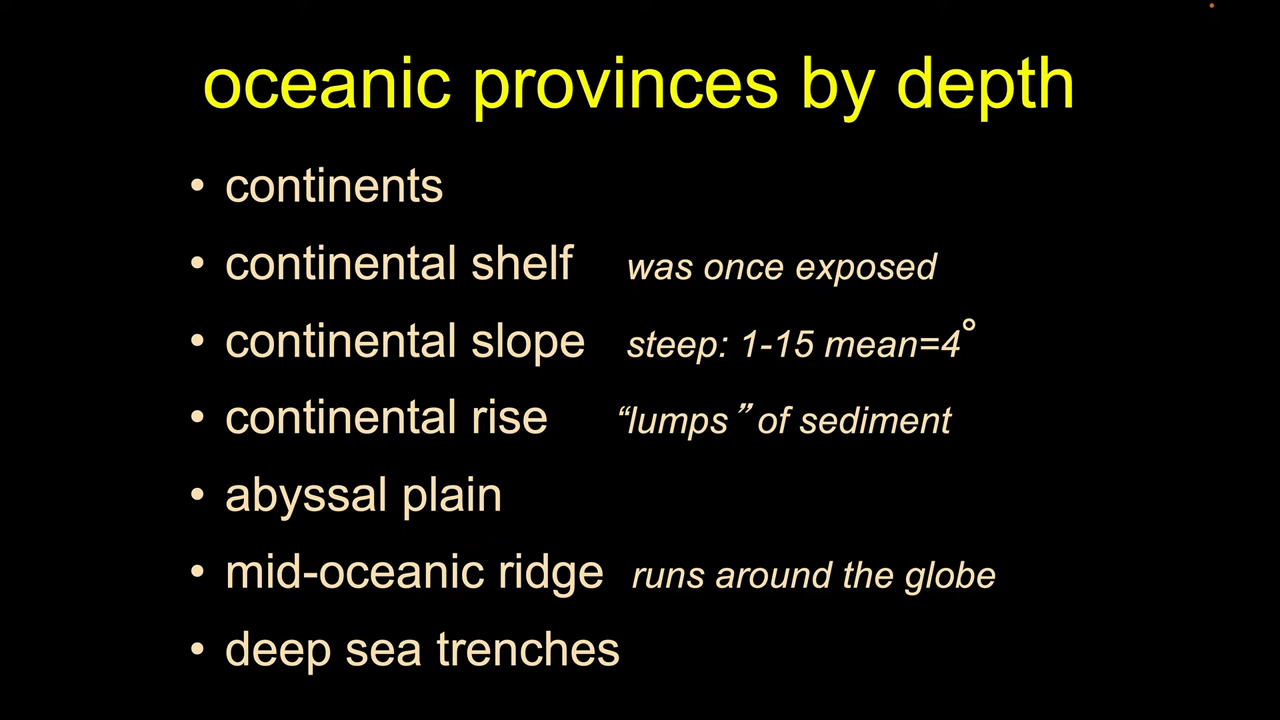 oceanic provinces by depth
• continents
• continental shelf was once exposed
• continental slope steep: 1-15 mean=4°
• continental rise “lumps” of sediment
• abyssal plain
• mid-oceanic ridge runs around the globe
• deep sea trenches